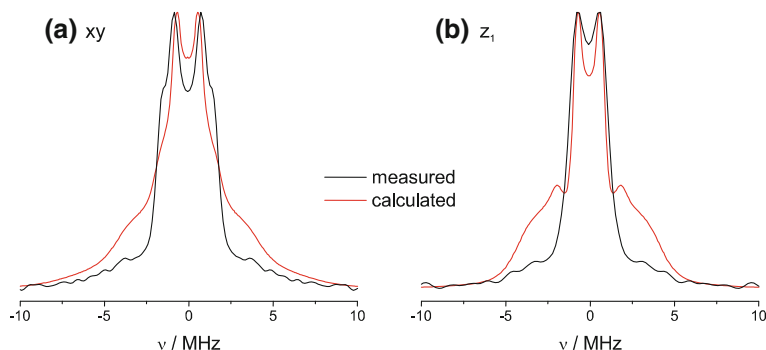 (a) xy
(b) z₁
measured
calculated
-10 -5 0 5 10
-10 -5 0 5 10
ν / MHz
ν / MHz